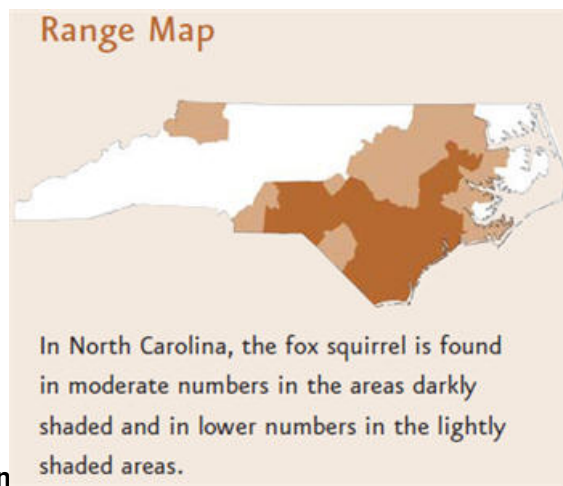 Range Map
In North Carolina, the fox squirrel is found
in moderate numbers in the areas darkly
shaded and in lower numbers in the lightly
shaded areas.
n